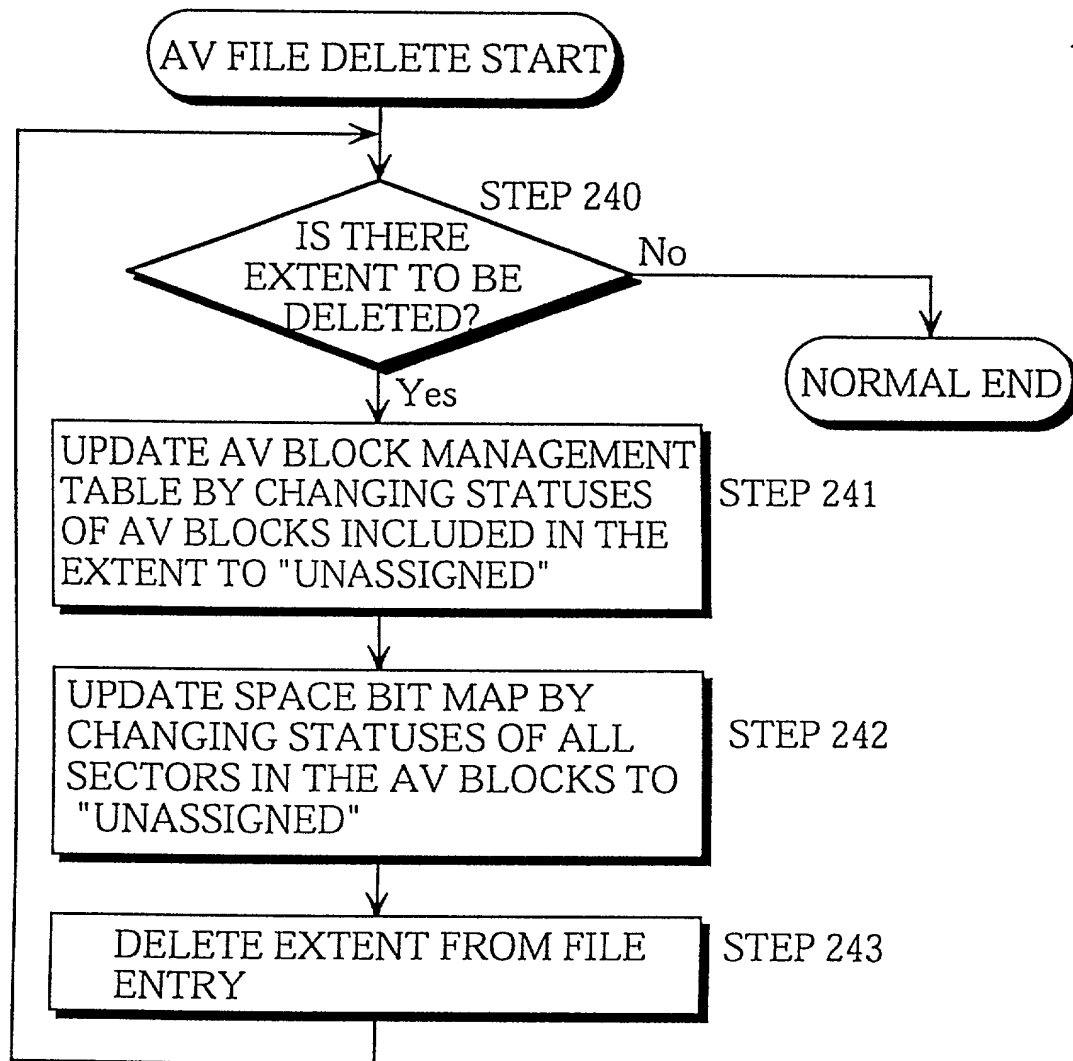 AV FILE DELETE START
STEP 240
IS THERE
EXTENT TO BE
DELETED?
No
NORMAL END
Yes
UPDATE AV BLOCK MANAGEMENT
TABLE BY CHANGING STATUSES
OF AV BLOCKS INCLUDED IN THE
EXTENT TO "UNASSIGNED"
STEP 241
UPDATE SPACE BIT MAP BY
CHANGING STATUSES OF ALL
SECTORS IN THE AV BLOCKS TO
"UNASSIGNED"
STEP 242
DELETE EXTENT FROM FILE
ENTRY
STEP 243